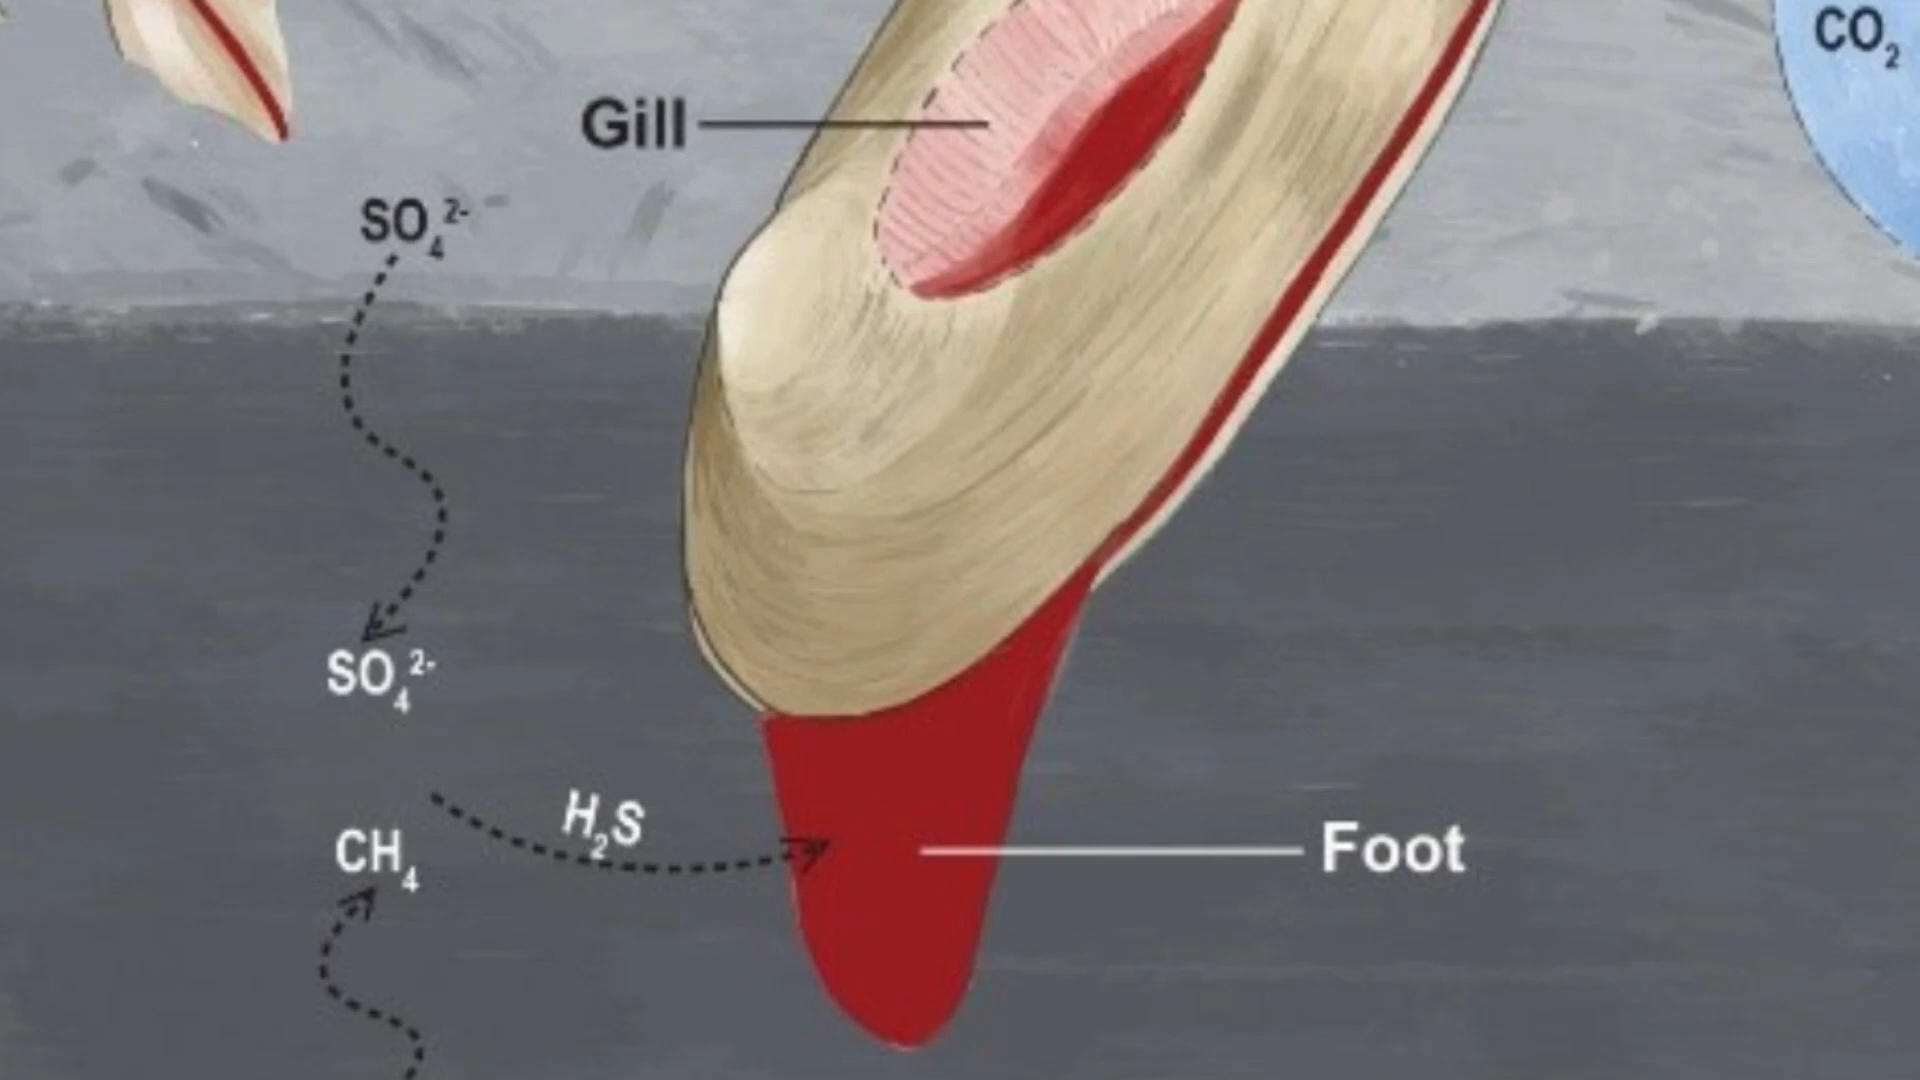 CO₂
Gill
SO₄²⁻
SO₄²⁻
H₂S
CH₄
Foot